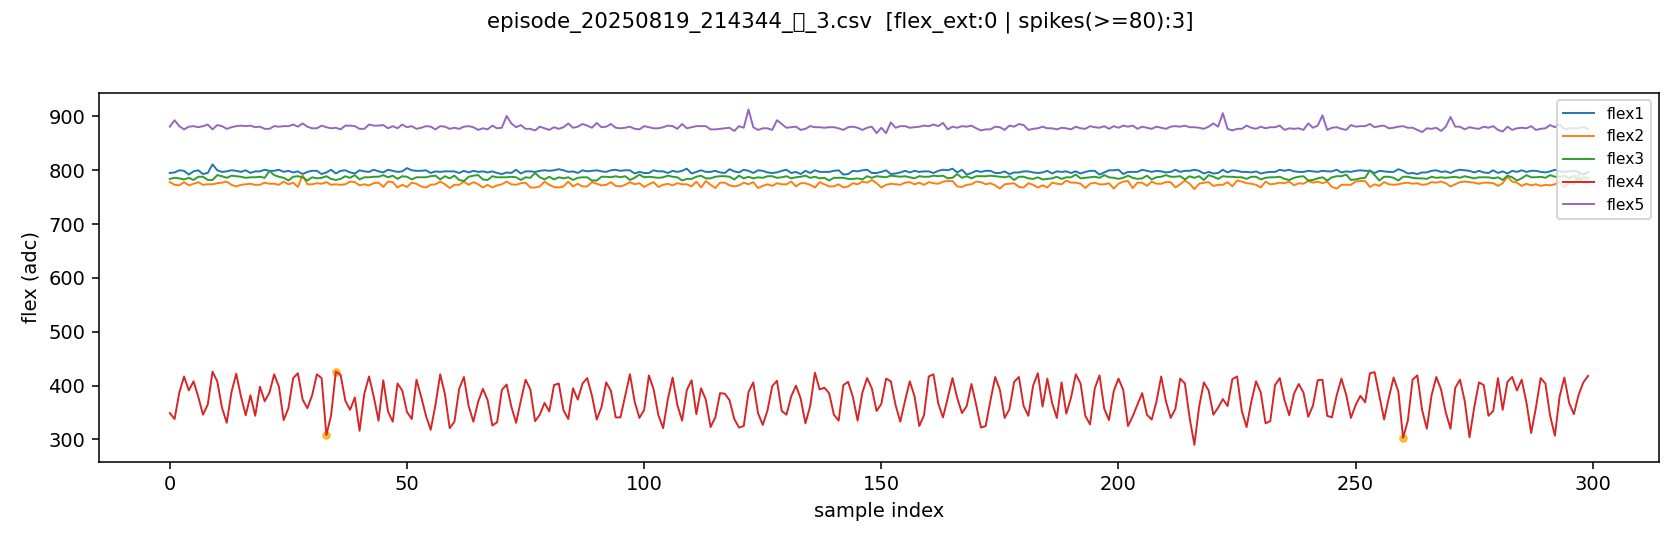 episode_20250819_214344_▯_3.csv [flex_ext:0 | spikes(>=80):3]
flex (adc)
900
800
700
600
500
400
300
0
50
100
150
200
250
300
sample index
flex1
flex2
flex3
flex4
flex5